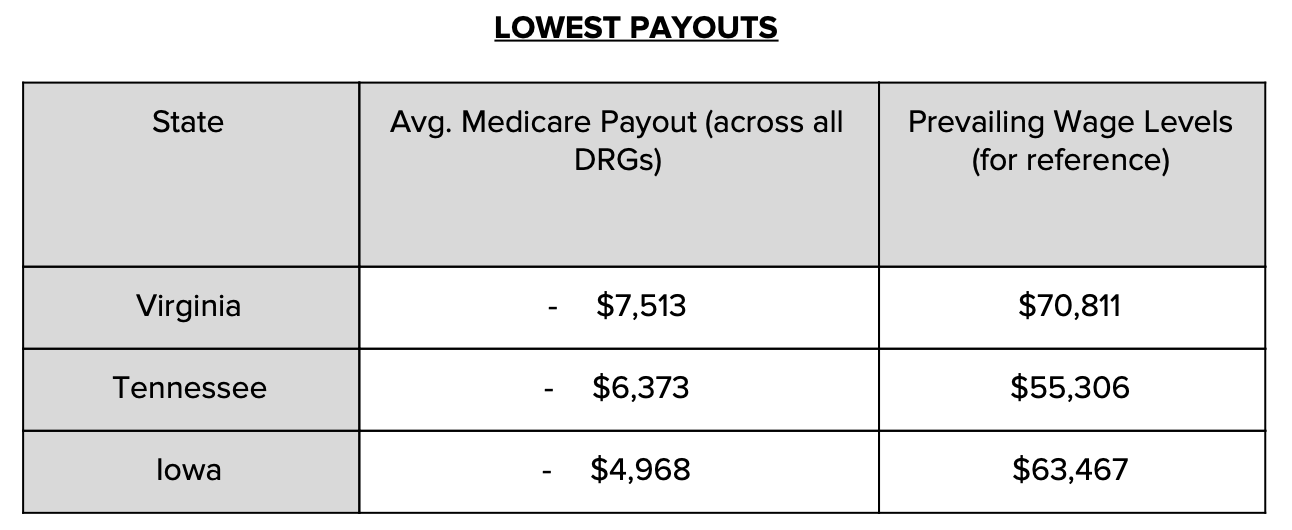 LOWEST PAYOUTS
State
Avg. Medicare Payout (across all
DRGs)
Prevailing Wage Levels
(for reference)
Virginia
- $7,513
$70,811
Tennessee
- $6,373
$55,306
Iowa
- $4,968
$63,467